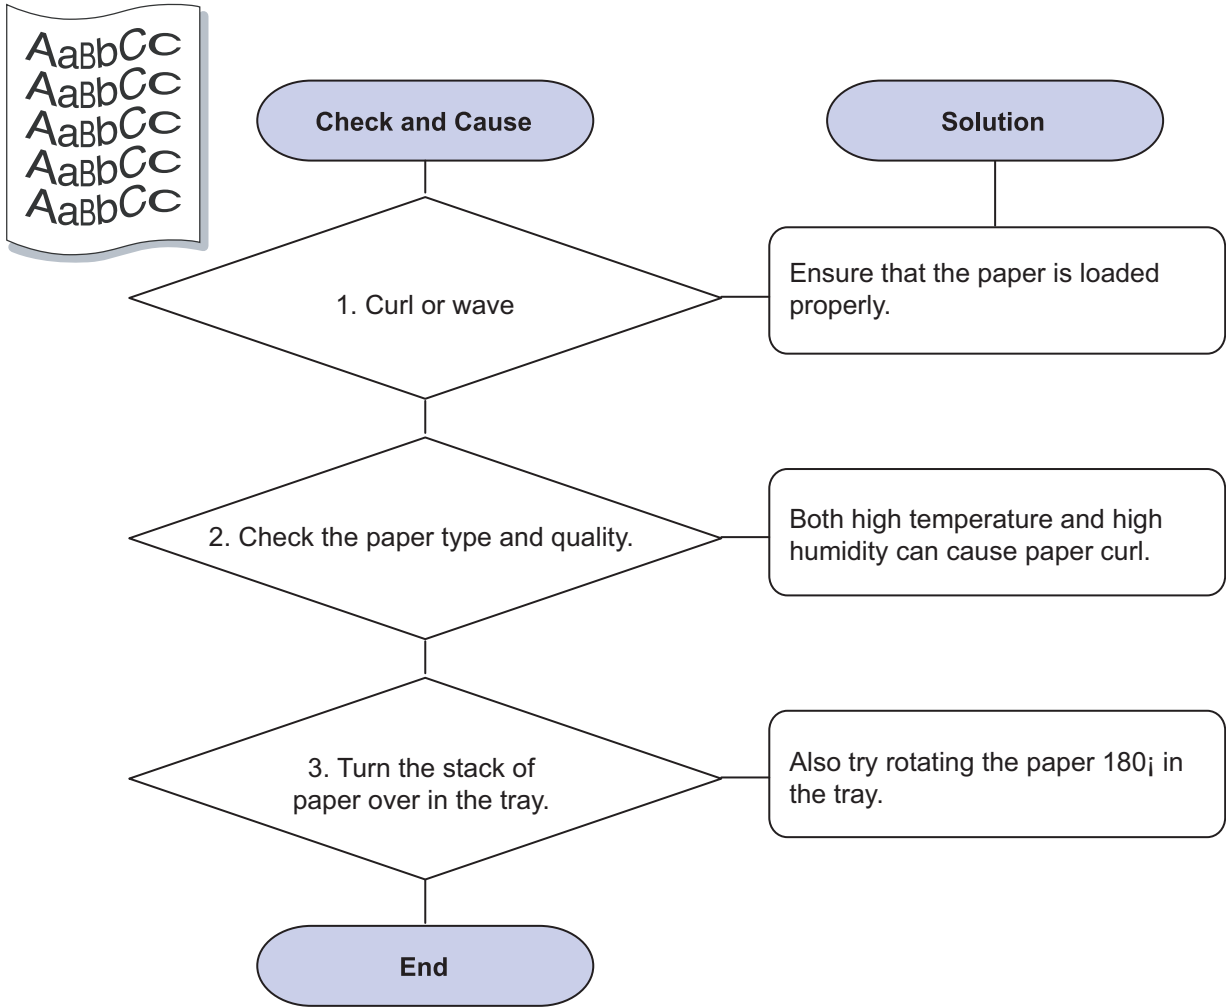 AaBbCc
AaBbCc
AaBbCc
AaBbCc
AaBbCc
Check and Cause
Solution
1. Curl or wave
Ensure that the paper is loaded
properly.
2. Check the paper type and quality.
Both high temperature and high
humidity can cause paper curl.
3. Turn the stack of
paper over in the tray.
Also try rotating the paper 180¡ in
the tray.
End